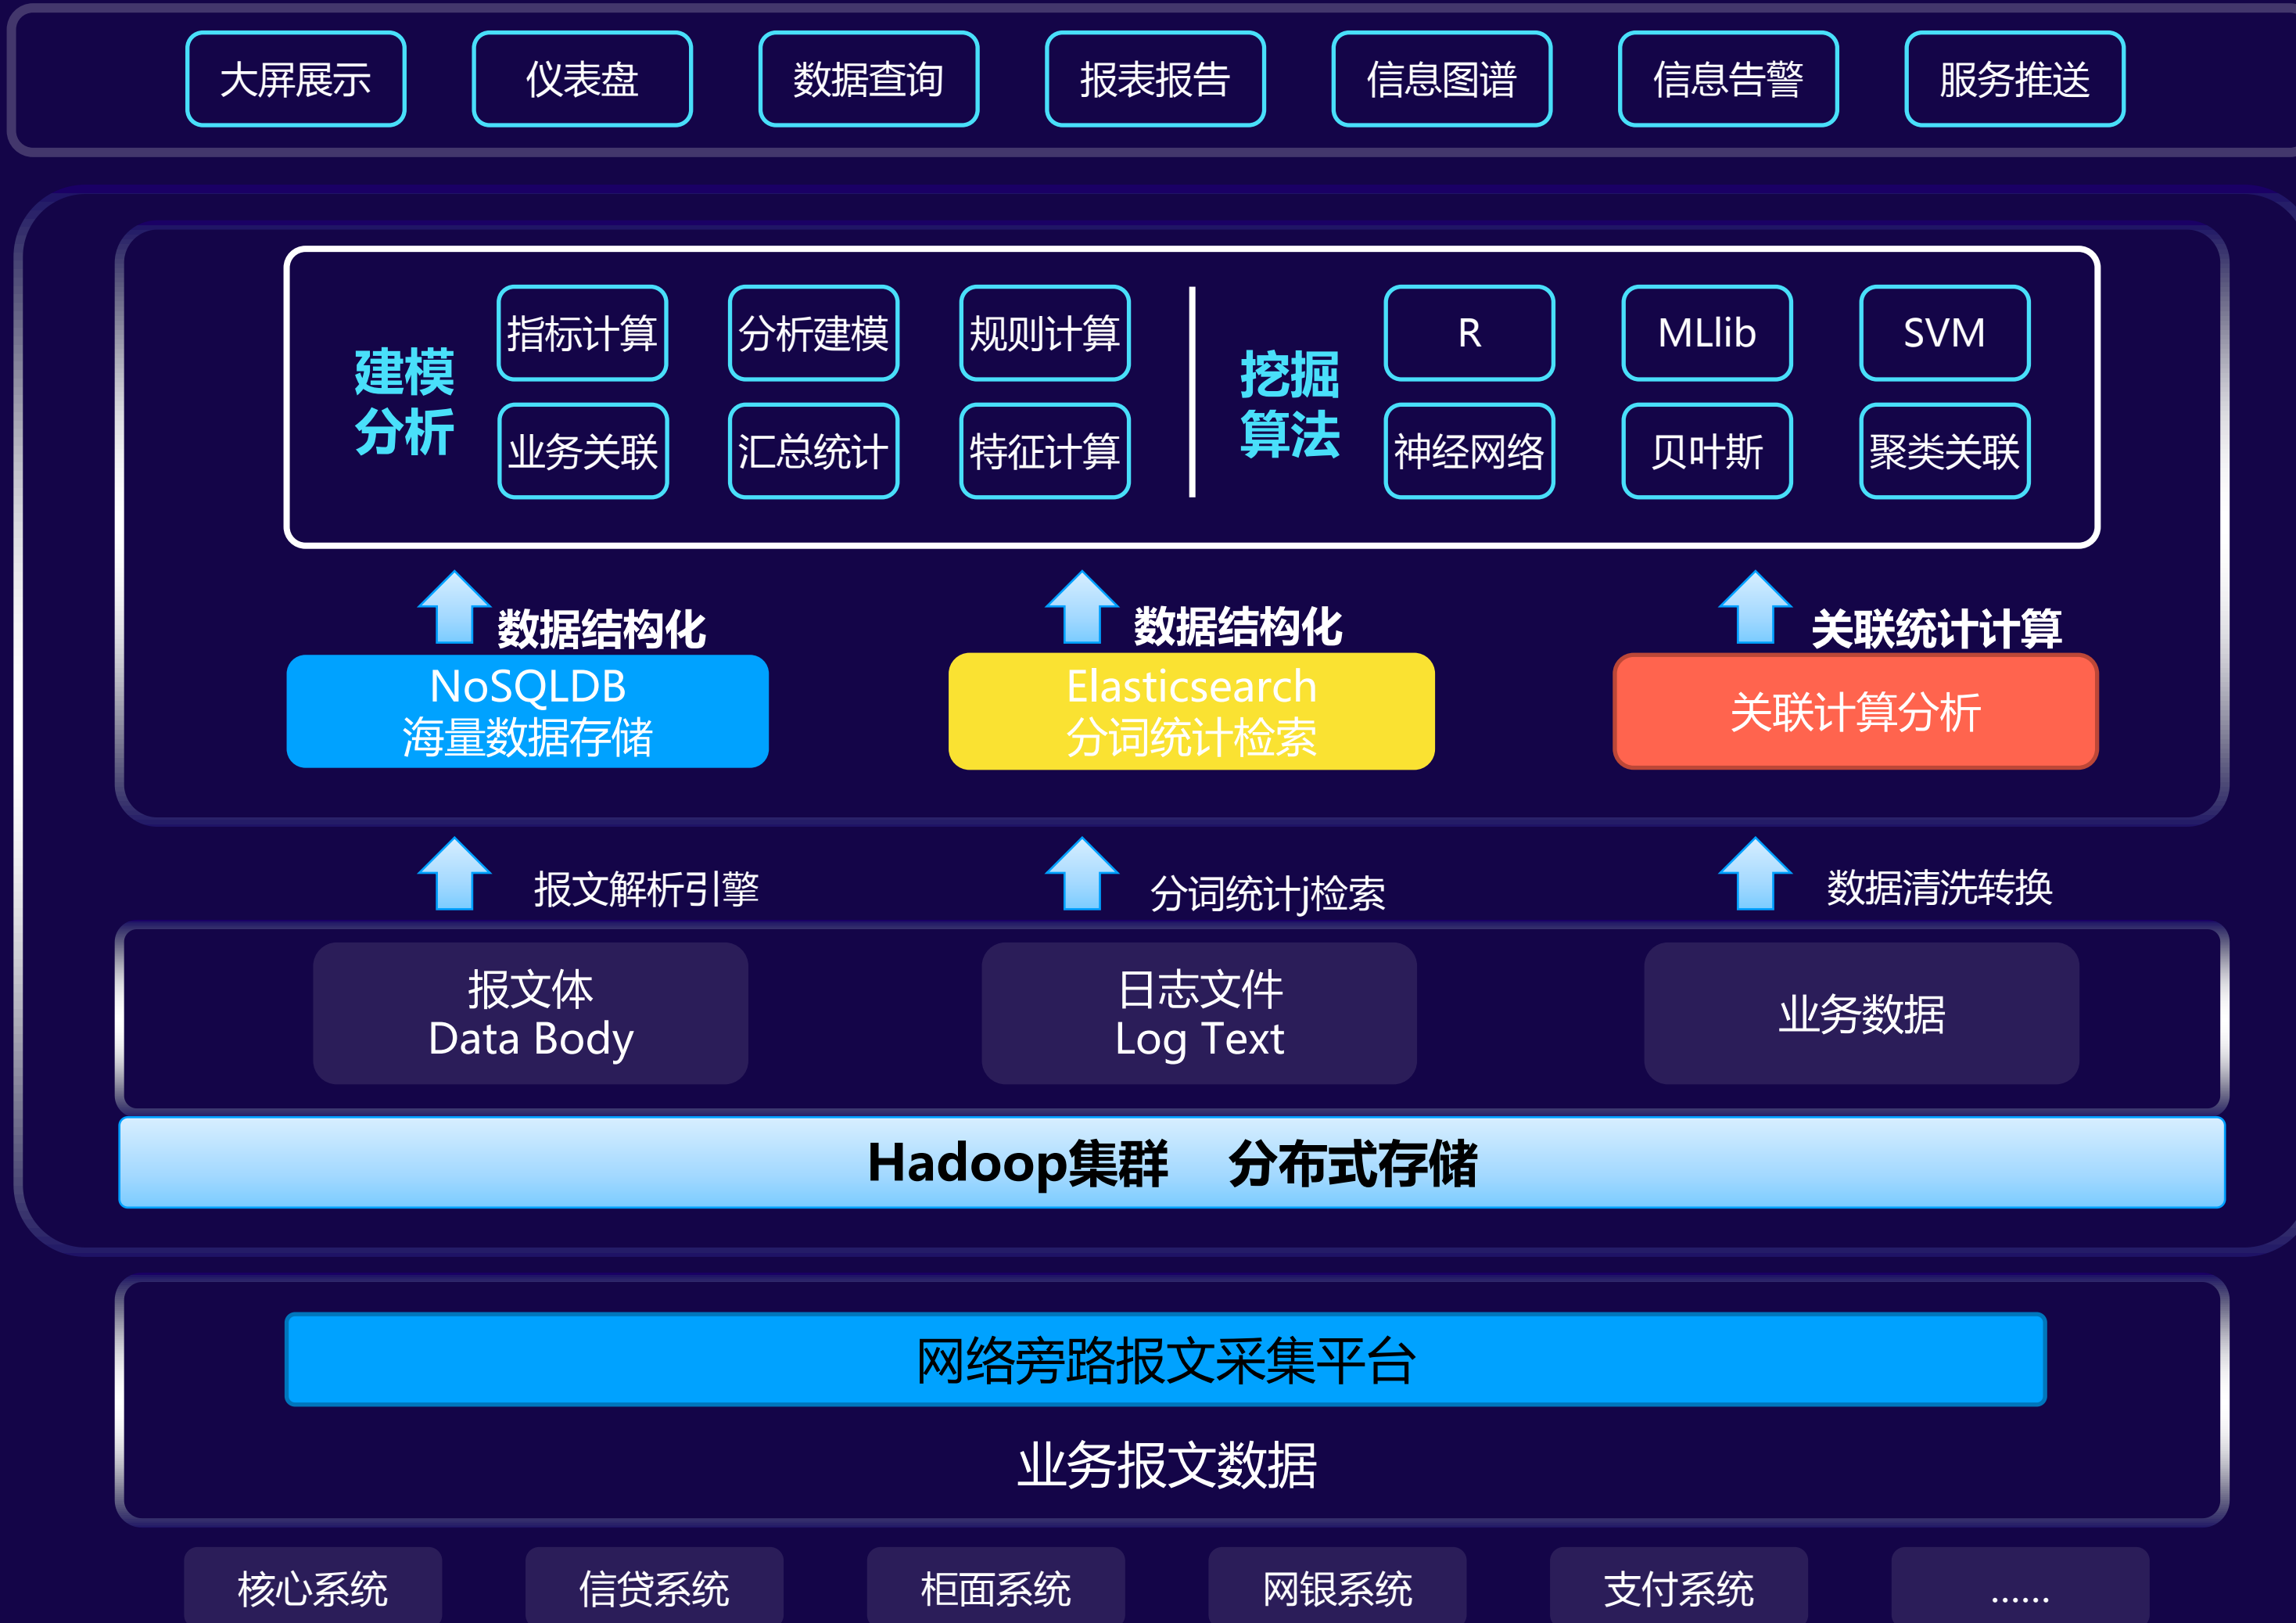 大屏展示
仪表盘
数据查询
报表报告
信息图谱
信息告警
服务推送
建模
分析
指标计算
分析建模
规则计算
业务关联
汇总统计
特征计算
挖掘
算法
R
MLlib
SVM
神经网络
贝叶斯
聚类关联
数据结构化
数据结构化
关联统计计算
NoSQLDB
海量数据存储
Elasticsearch
分词统计检索
关联计算分析
报文解析引擎
分词统计j检索
数据清洗转换
报文体
Data Body
日志文件
Log Text
业务数据
Hadoop集群 分布式存储
网络旁路报文采集平台
业务报文数据
核心系统
信贷系统
柜面系统
网银系统
支付系统
......